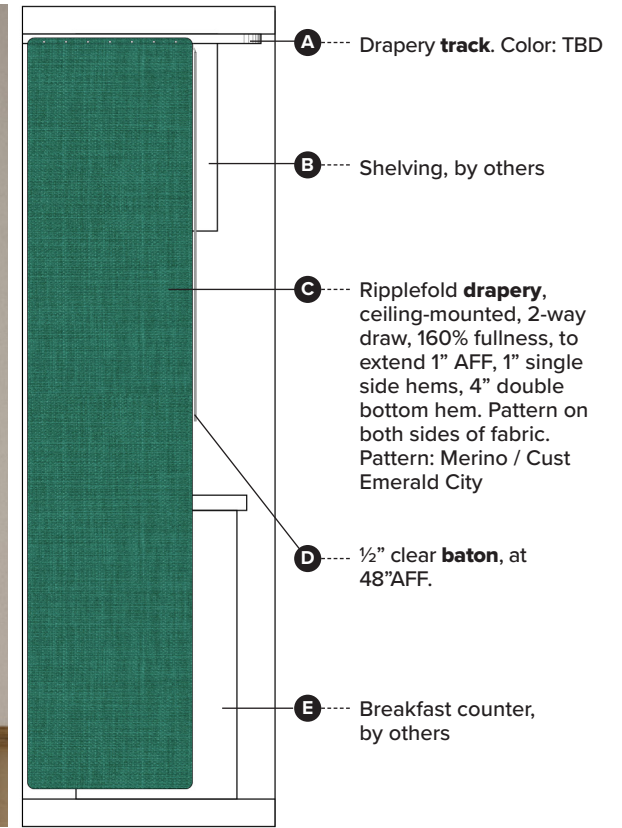 A Drapery track. Color: TBD
B Shelving, by others
C Ripplefold drapery,
ceiling-mounted, 2-way
draw, 160% fullness, to
extend 1” AFF, 1” single
side hems, 4” double
bottom hem. Pattern on
both sides of fabric.
Pattern: Merino / Cust
Emerald City
D ½” clear baton, at
48”AFF.
E Breakfast counter,
by others